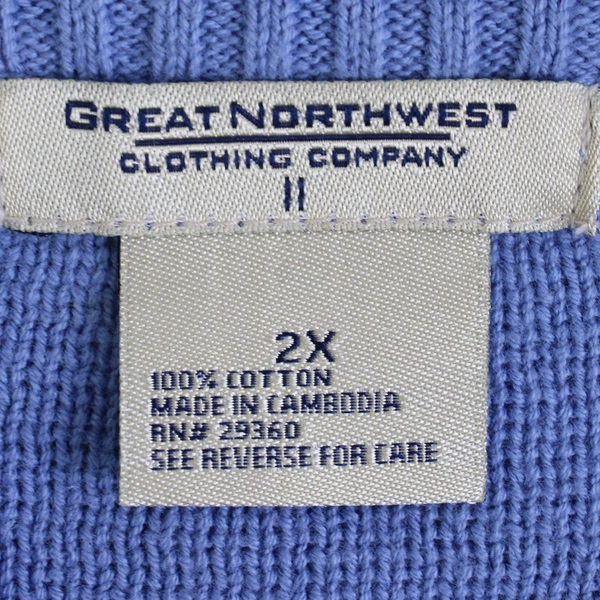 GREAT NORTHWEST
CLOTHING COMPANY
II
2X
100% COTTON
MADE IN CAMBODIA
RN# 29360
SEE REVERSE FOR CARE